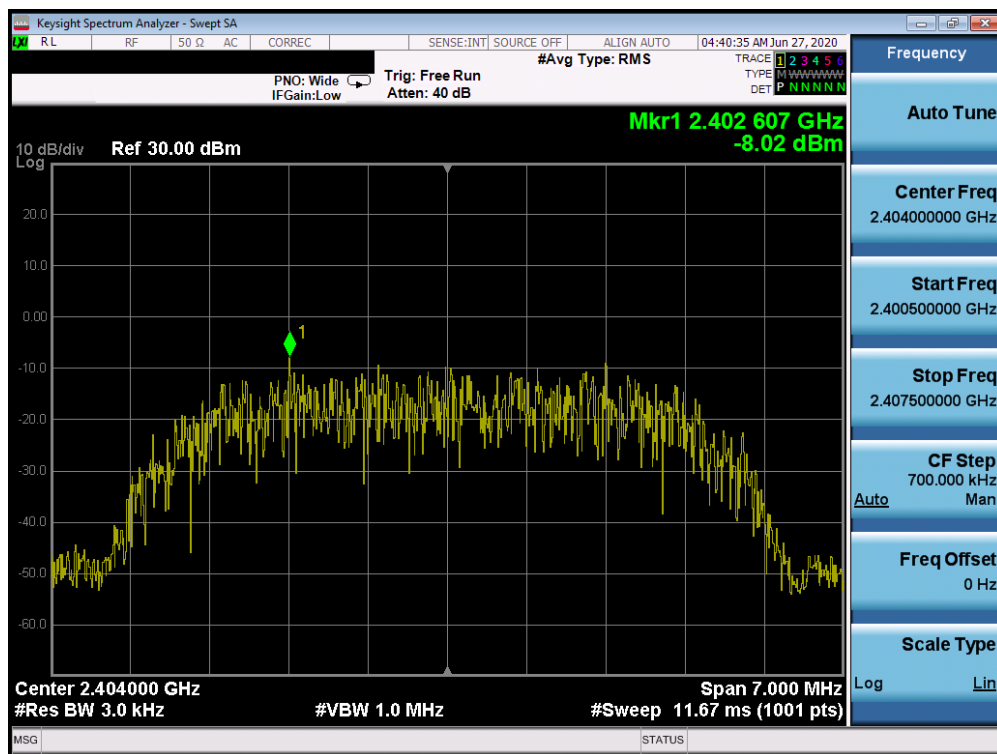 Keysight Spectrum Analyzer - Swept SA
LXI RL RF 50 Ω AC CORREC SENSE:INT SOURCE OFF ALIGN AUTO 04:40:35 AM Jun 27, 2020
PNO: Wide
IFGain:Low
Trig: Free Run
Atten: 40 dB
#Avg Type: RMS
TRACE 1 2 3 4 5 6
TYPE M WWWWW
DET P N N N N N
Mkr1 2.402 607 GHz
-8.02 dBm
10 dB/div Ref 30.00 dBm
Log
20.0
10.0
0.00
-10.0
-20.0
-30.0
-40.0
-50.0
-60.0
1
Center 2.404000 GHz Span 7.000 MHz
#Res BW 3.0 kHz #VBW 1.0 MHz #Sweep 11.67 ms (1001 pts)
MSG STATUS
Frequency
Auto Tune
Center Freq
2.404000000 GHz
Start Freq
2.400500000 GHz
Stop Freq
2.407500000 GHz
CF Step
700.000 kHz
Auto Man
Freq Offset
0 Hz
Scale Type
Log Lin